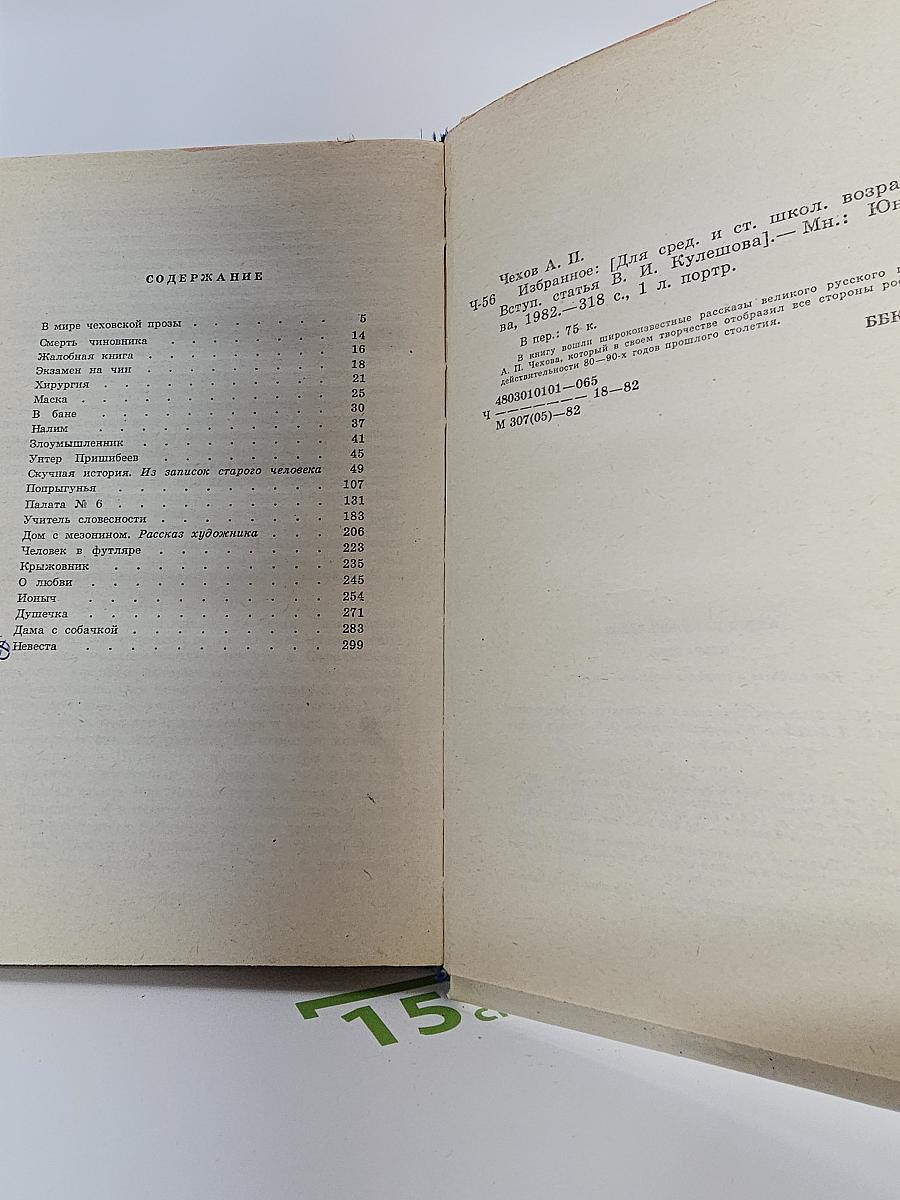 СОДЕРЖАНИЕ
В мире чеховской прозы . . . . . . . . 5
Смерть чиновника . . . . . . . . . 14
Жалобная книга . . . . . . . . . . 16
Экзамен на чин . . . . . . . . . . 18
Хирургия . . . . . . . . . . . . 21
Маска . . . . . . . . . . . . . 25
В бане . . . . . . . . . . . . . 30
Налим . . . . . . . . . . . . . 37
Злоумышленник . . . . . . . . . . 41
Унтер Пришибеев . . . . . . . . . 45
Скучная история. Из записок старого человека 49
Попрыгунья . . . . . . . . . . . 107
Палата № 6 . . . . . . . . . . . 131
Учитель словесности . . . . . . . . . 183
Дом с мезонином. Рассказ художника . . . 206
Человек в футляре . . . . . . . . . 223
Крыжовник . . . . . . . . . . . 235
О любви . . . . . . . . . . . . 245
Ионыч . . . . . . . . . . . . . 254
Душечка . . . . . . . . . . . . 271
Дама с собачкой . . . . . . . . . . 283
Невеста . . . . . . . . . . . . 299
Чехов А. П.
Ч-56 Избранное: [Для сред. и ст. школ. возра
Вступ. статья В. И. Кулешова].— Мн.: Юн
ва, 1982.—318 с., 1 л. портр.
В пер.: 75 к.
В книгу вошли широкоизвестные рассказы великого русского
А. П. Чехова, который в своем творчестве отобразил все стороны
действительности 80—90-х годов прошлого столетия.
4803010101—065
Ч —————— 18—82
М 307(05)—82
ББК
15